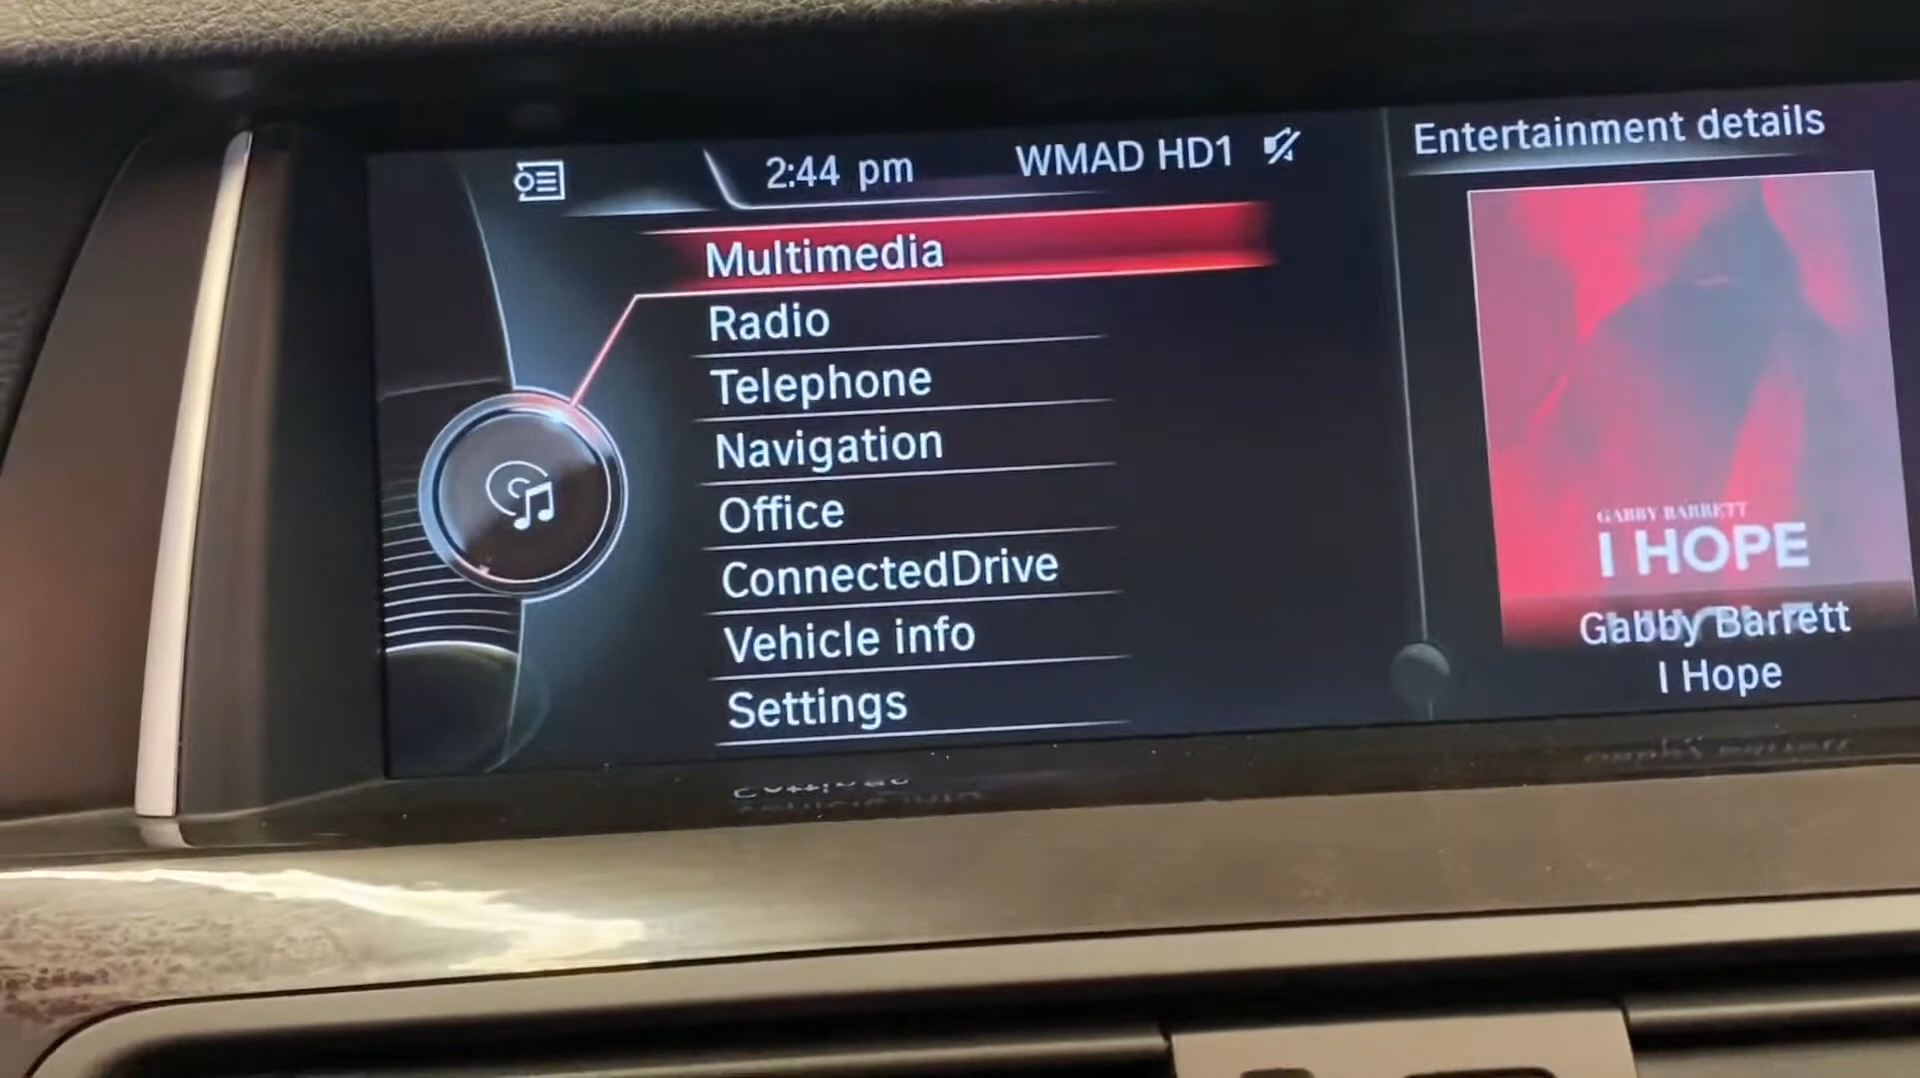 2:44 pm
WMAD HD1
Multimedia
Radio
Telephone
Navigation
Office
ConnectedDrive
Vehicle info
Settings
Entertainment details
GABBY BARRETT
I HOPE
Gabby Barrett
I Hope